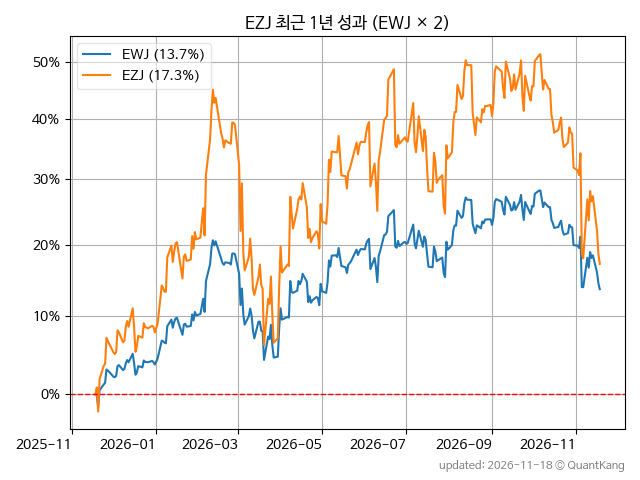 EZJ 최근 1년 성과 (EWJ × 2)
EWJ (13.7%)
EZJ (17.3%)
50%
40%
30%
20%
10%
0%
2025-11 2026-01 2026-03 2026-05 2026-07 2026-09 2026-11
updated: 2026-11-18 © QuantKang